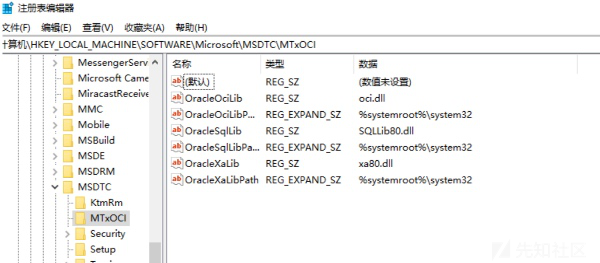 注册表编辑器
文件(F) 编辑(E) 查看(V) 收藏夹(A) 帮助(H)
计算机\HKEY_LOCAL_MACHINE\SOFTWARE\Microsoft\MSDTC\MTxOCI
MessengerServ
Microsoft Came
MiracastReceive
MMC
Mobile
MSBuild
MSDE
MSDRM
MSDTC
KtmRm
MTxOCI
Security
Setup
名称 类型 数据
(默认) REG_SZ (数值未设置)
OracleOciLib REG_SZ oci.dll
OracleOciLibP... REG_EXPAND_SZ %systemroot%\system32
OracleSqlLib REG_SZ SQLLib80.dll
OracleSqlLibPa... REG_EXPAND_SZ %systemroot%\system32
OracleXaLib REG_SZ xa80.dll
OracleXaLibPath REG_EXPAND_SZ %systemroot%\system32
先知社区